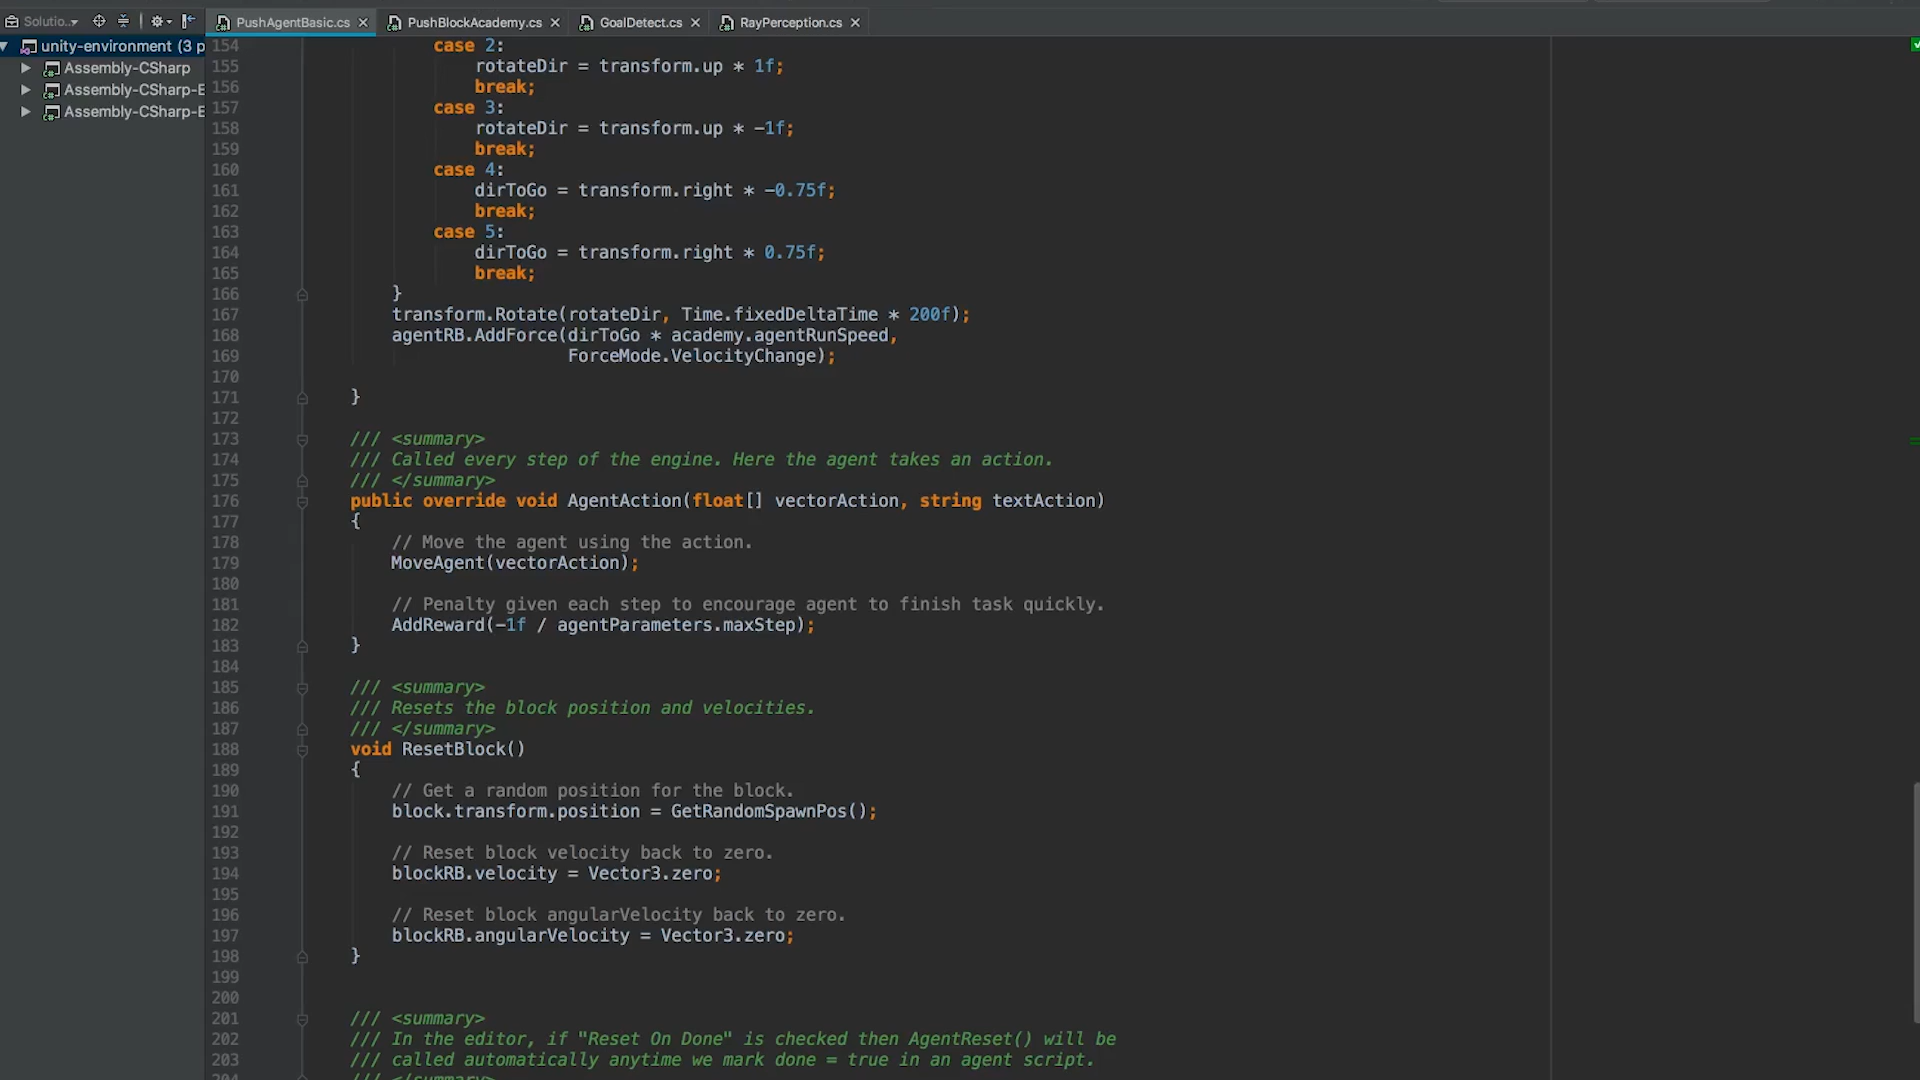 Solutio..
PushAgentBasic.cs
PushBlockAcademy.cs
GoalDetect.cs
RayPerception.cs
unity-environment (3 p
Assembly-CSharp
Assembly-CSharp-E
Assembly-CSharp-E
154 case 2:
155 rotateDir = transform.up * 1f;
156 break;
157 case 3:
158 rotateDir = transform.up * -1f;
159 break;
160 case 4:
161 dirToGo = transform.right * -0.75f;
162 break;
163 case 5:
164 dirToGo = transform.right * 0.75f;
165 break;
166 }
167 transform.Rotate(rotateDir, Time.fixedDeltaTime * 200f);
168 agentRB.AddForce(dirToGo * academy.agentRunSpeed,
169 ForceMode.VelocityChange);
170
171 }
172
173 /// <summary>
174 /// Called every step of the engine. Here the agent takes an action.
175 /// </summary>
176 public override void AgentAction(float[] vectorAction, string textAction)
177 {
178 // Move the agent using the action.
179 MoveAgent(vectorAction);
180
181 // Penalty given each step to encourage agent to finish task quickly.
182 AddReward(-1f / agentParameters.maxStep);
183 }
184
185 /// <summary>
186 /// Resets the block position and velocities.
187 /// </summary>
188 void ResetBlock()
189 {
190 // Get a random position for the block.
191 block.transform.position = GetRandomSpawnPos();
192
193 // Reset block velocity back to zero.
194 blockRB.velocity = Vector3.zero;
195
196 // Reset block angularVelocity back to zero.
197 blockRB.angularVelocity = Vector3.zero;
198 }
199
200
201 /// <summary>
202 /// In the editor, if "Reset On Done" is checked then AgentReset() will be
203 /// called automatically anytime we mark done = true in an agent script.
204 /// </summary>